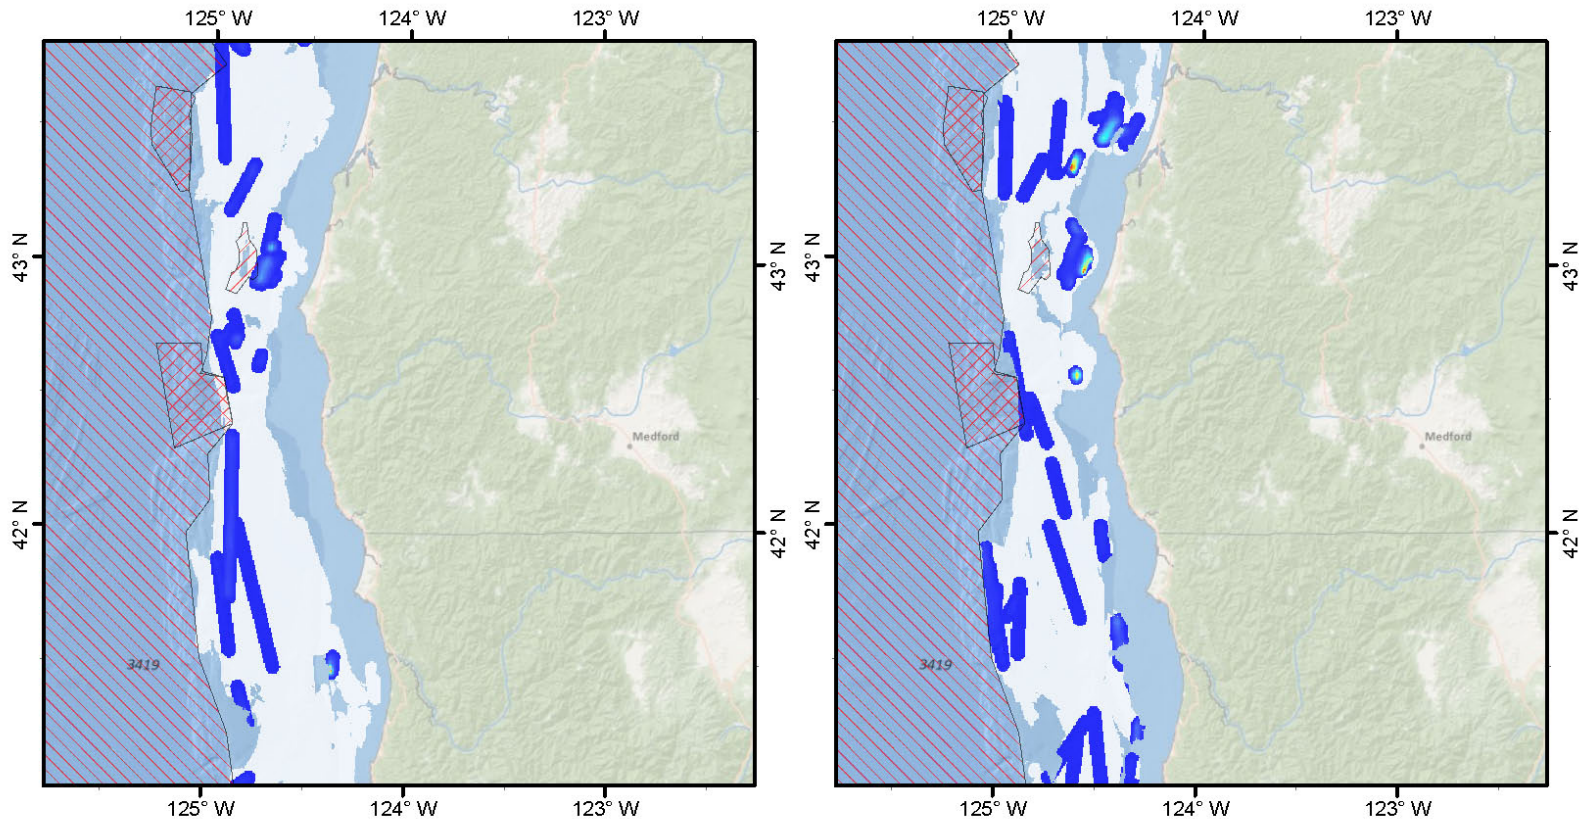 125° W 124° W 123° W 125° W 124° W 123° W
43° N 43° N 43° N 43° N
Medford Medford
42° N 42° N 42° N 42° N
3419 3419
125° W 124° W 123° W 125° W 124° W 123° W